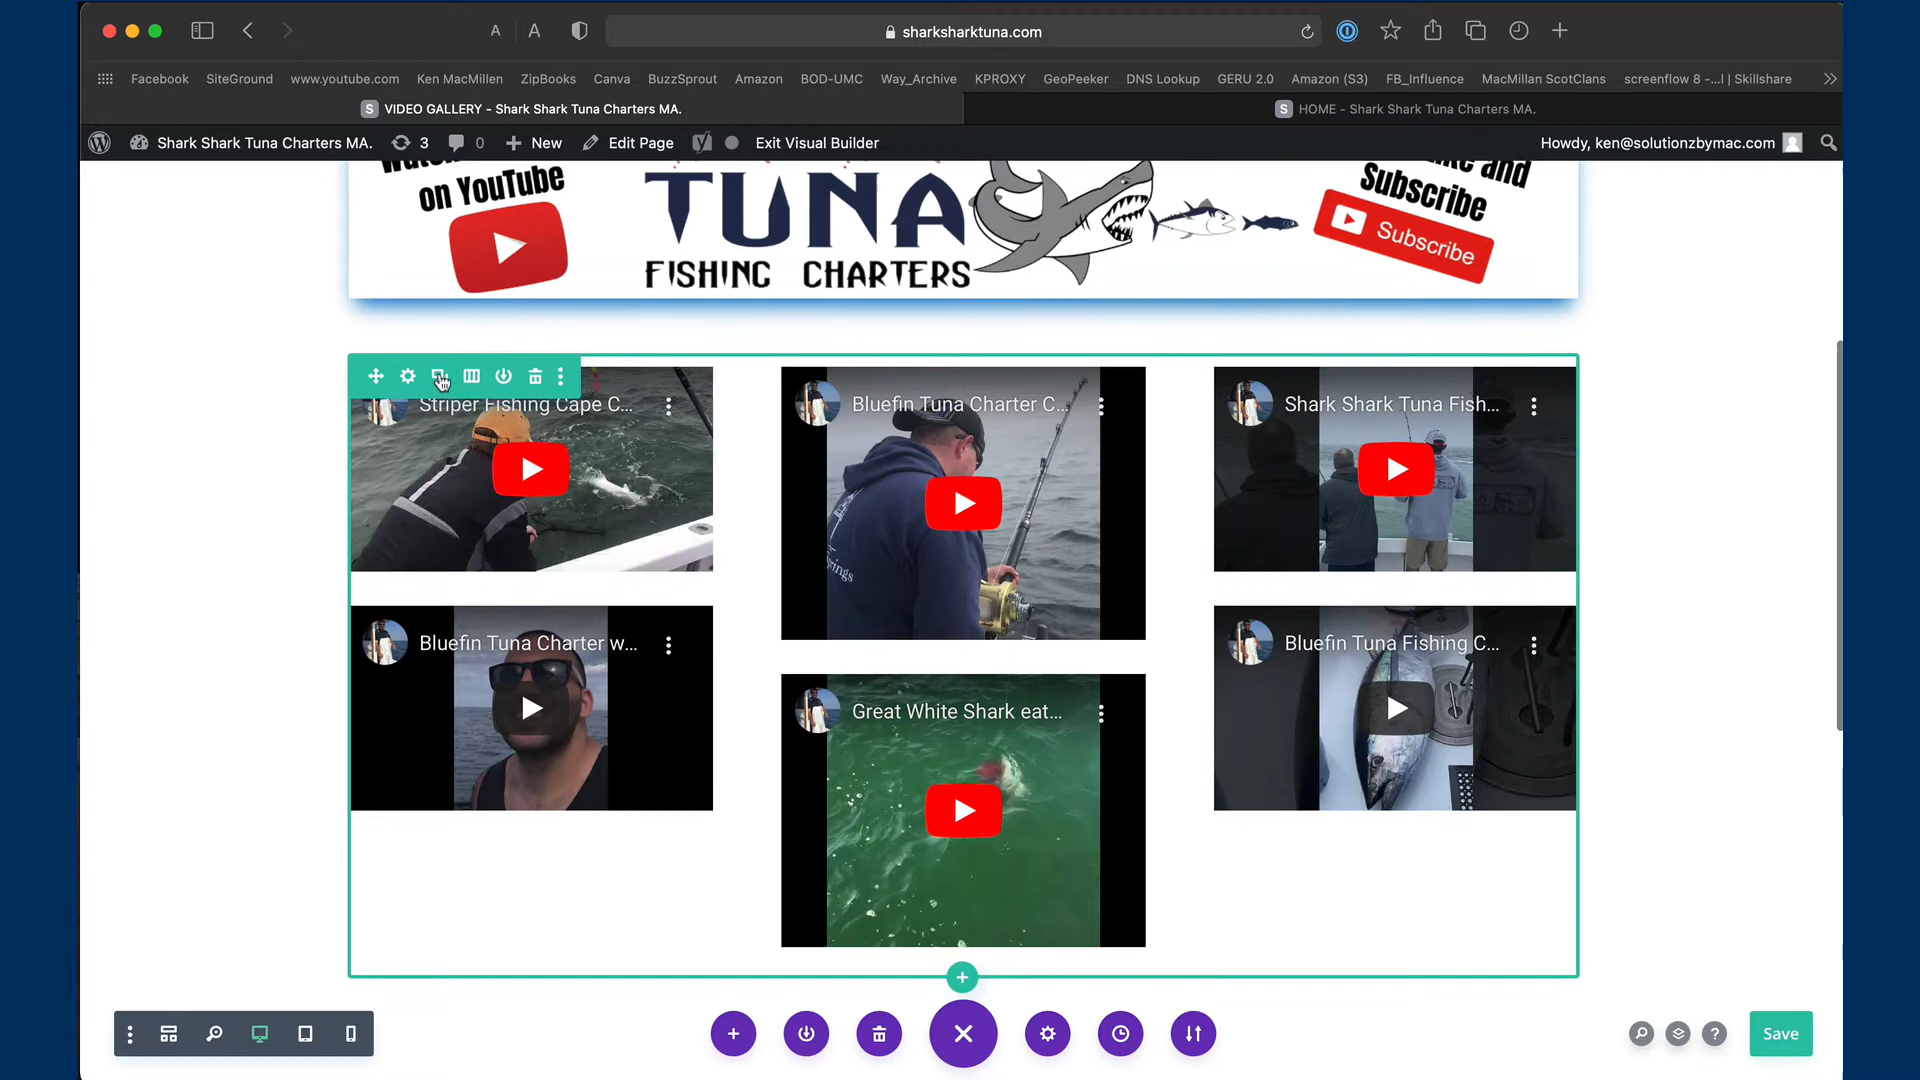 A A sharksharktuna.com
Facebook SiteGround www.youtube.com Ken MacMillen ZipBooks Canva BuzzSprout Amazon BOD-UMC Way_Archive KPROXY GeoPeeker DNS Lookup GERU 2.0 Amazon (S3) FB_Influence MacMillan ScotClans screenflow 8 -...l | Skillshare
S VIDEO GALLERY - Shark Shark Tuna Charters MA. S HOME - Shark Shark Tuna Charters MA.
Shark Shark Tuna Charters MA. 3 0 New Edit Page Exit Visual Builder Howdy, ken@solutionzbymac.com
on YouTube
TUNA
FISHING CHARTERS
Like and
Subscribe
Subscribe
Striper Fishing Cape C...
Bluefin Tuna Charter C...
Shark Shark Tuna Fish...
Bluefin Tuna Charter w...
Great White Shark eat...
Bluefin Tuna Fishing C...
? Save